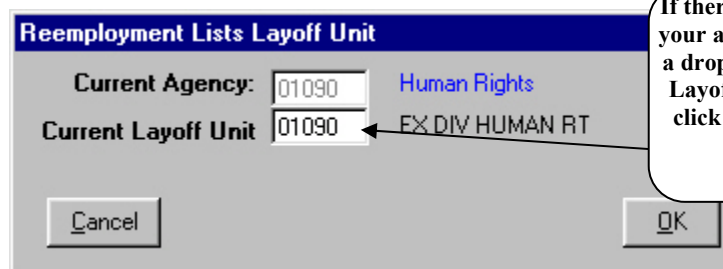 Reemployment Lists Layoff Unit
Current Agency: 01090 Human Rights
Current Layoff Unit 01090 EX DIV HUMAN RT
Cancel OK
If ther
your a
a drop
Layof
click